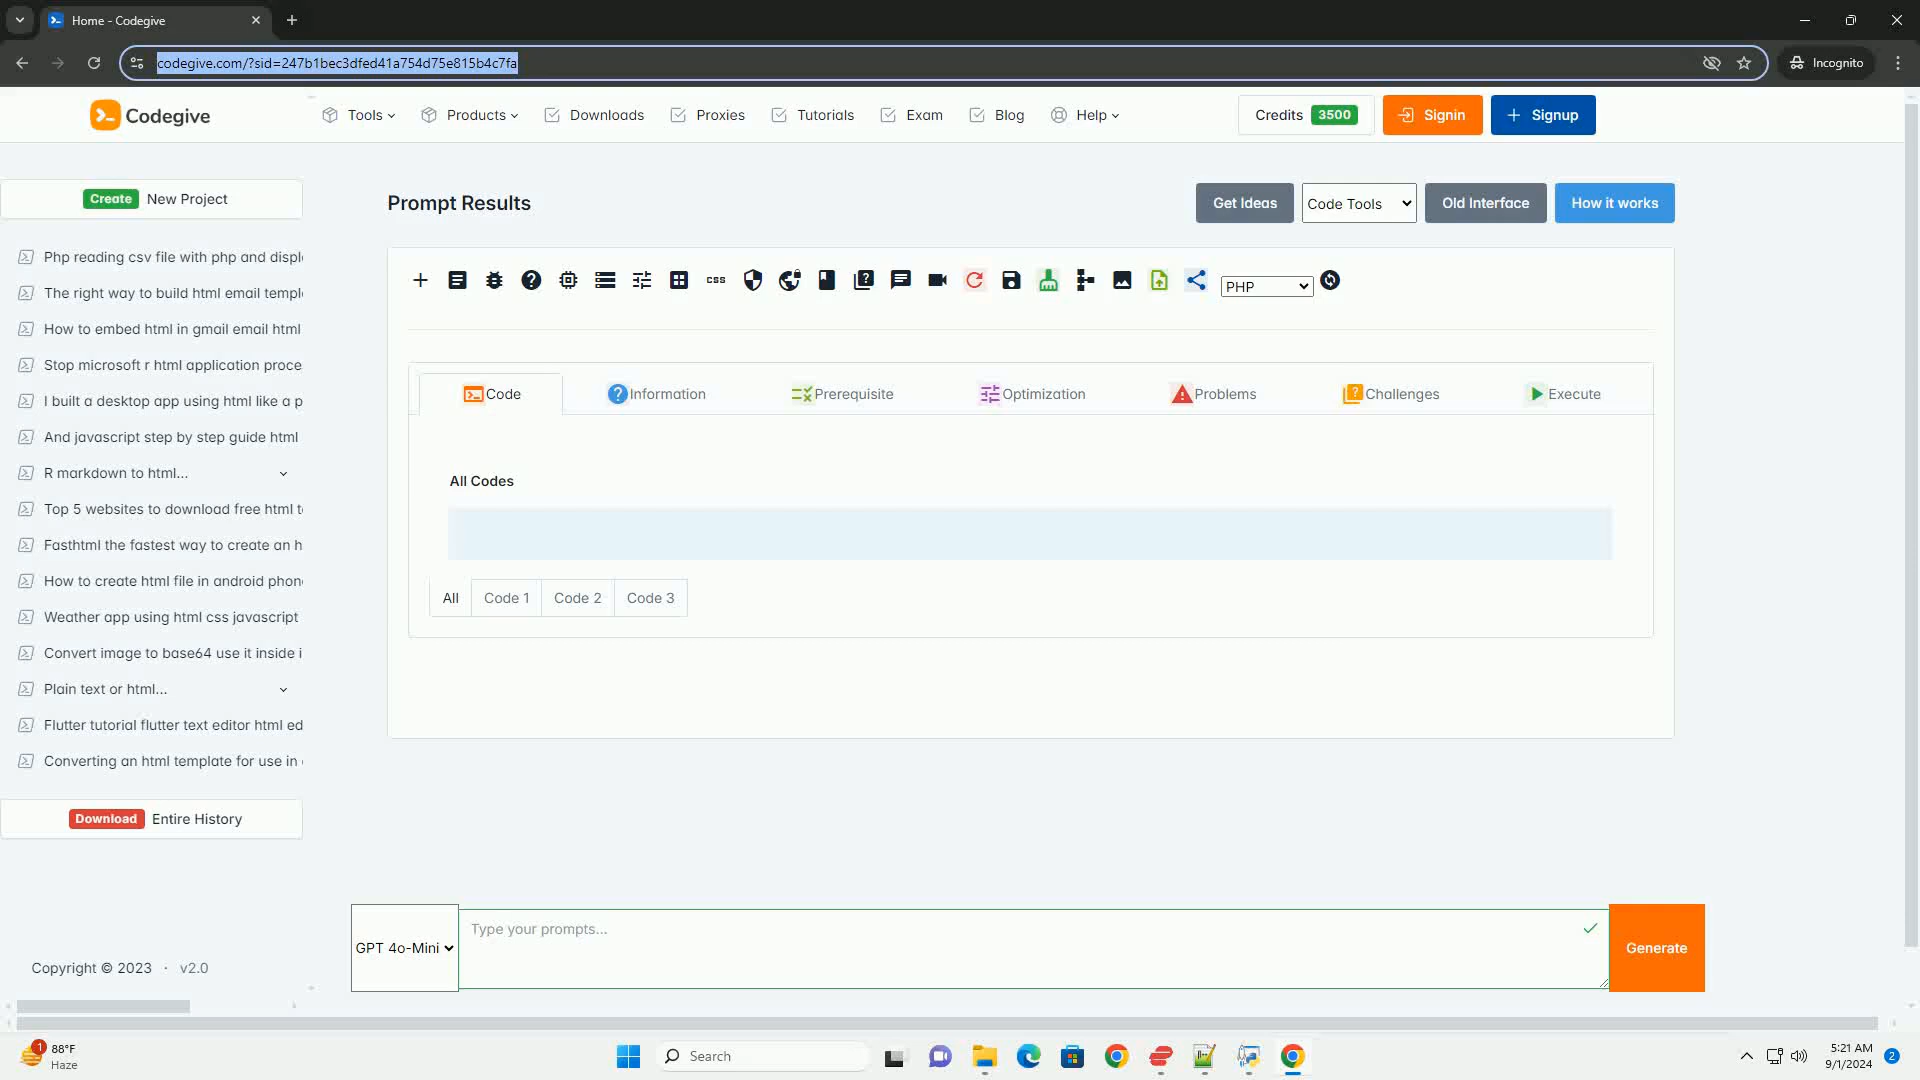 Home - Codegive
codegive.com/?sid=247b1bec3dfed41a754d75e815b4c7fa
Incognito
Codegive
Tools
Products
Downloads
Proxies
Tutorials
Exam
Blog
Help
Credits 3500
Signin
Signup
Create New Project
Php reading csv file with php and displ
The right way to build html email templ
How to embed html in gmail email html
Stop microsoft r html application proce
I built a desktop app using html like a p
And javascript step by step guide html
R markdown to html...
Top 5 websites to download free html t
Fasthtml the fastest way to create an h
How to create html file in android phon
Weather app using html css javascript
Convert image to base64 use it inside i
Plain text or html...
Flutter tutorial flutter text editor html ed
Converting an html template for use in
Download Entire History
Copyright © 2023 · v2.0
Prompt Results
Get Ideas
Code Tools
Old Interface
How it works
css
PHP
Code
Information
Prerequisite
Optimization
Problems
Challenges
Execute
All Codes
All
Code 1
Code 2
Code 3
GPT 4o-Mini
Type your prompts...
Generate
1
88°F
Haze
Search
5:21 AM
9/1/2024
2